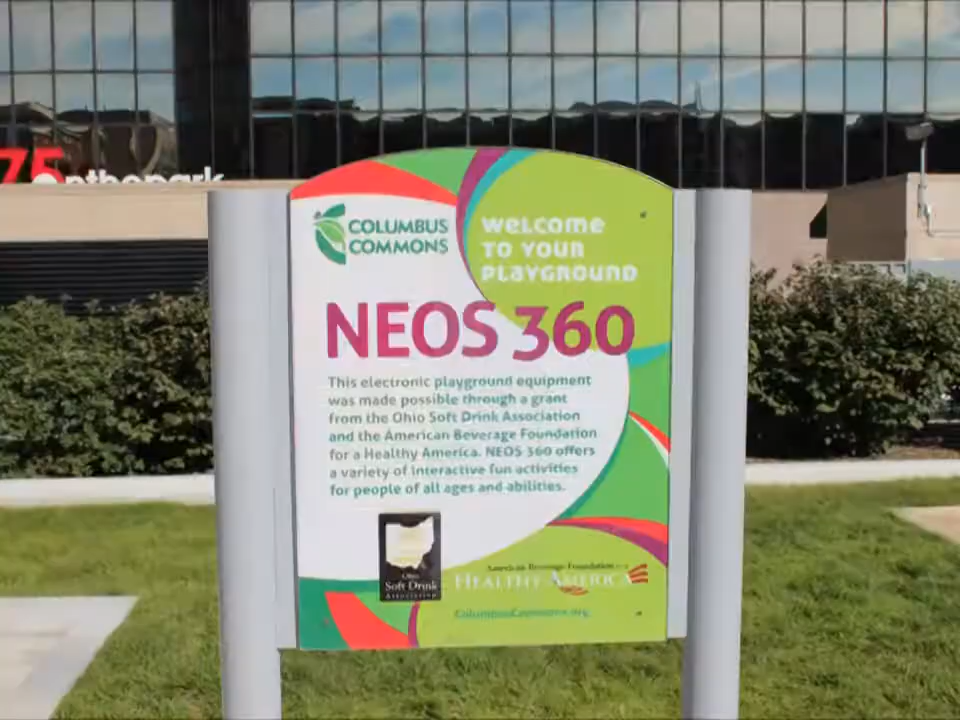 75
onthepark
COLUMBUS
COMMONS
WELCOME
TO YOUR
PLAYGROUND
NEOS 360
This electronic playground equipment
was made possible through a grant
from the Ohio Soft Drink Association
and the American Beverage Foundation
for a Healthy America. NEOS 360 offers
a variety of interactive fun activities
for people of all ages and abilities.
Ohio
Soft Drink
Association
American Beverage Foundation for a
HEALTHY AMERICA
ColumbusCommons.org